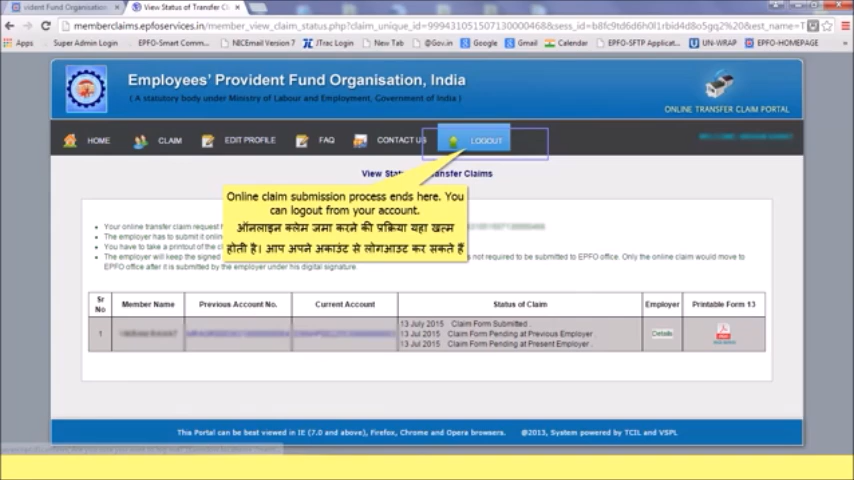 vident Fund Organisation, In
View Status of Transfer C
memberclaims.epfoservices.in/member_view_claim_status.php?claim_unique_id=
Apps Super Admin Login EPFO-Smart Comm... NICEmail Version 7 JTrac Login New Tab @Gov.in Google Gmail Calendar EPFO-SFTP Applicat... UN-WRAP EPFO-HOMEPAGE
Employees' Provident Fund Organisation, India
( A statutory body under Ministry of Labour and Employment, Government of India )
ONLINE TRANSFER CLAIM PORTAL
HOME CLAIM EDIT PROFILE FAQ CONTACT US LOGOUT
View Stat ansfer Claims
Online claim submission process ends here. You
can logout from your account.
ऑनलाइन क्लेम जमा करने की प्रक्रिया यहा खत्म
होती है। आप अपने अकाउंट से लोगआउट कर सकते हैं
Your online transfer claim request
The employer has to submit it onlin
You have to take a printout of the c
The employer will keep the signed not required to be submitted to EPFO office. Only the online claim would move to
EPFO office after it is submitted by the employer under his digital signature.
Sr No Member Name Previous Account No. Current Account Status of Claim Employer Printable Form 13
1
13 July 2015 Claim Form Submitted .
13 Jul 2015 Claim Form Pending at Previous Employer .
13 Jul 2015 Claim Form Pending at Present Employer .
Details
This Portal can be best viewed in IE (7.0 and above), Firefox, Chrome and Opera browsers. @2013, System powered by TCIL and VSPL